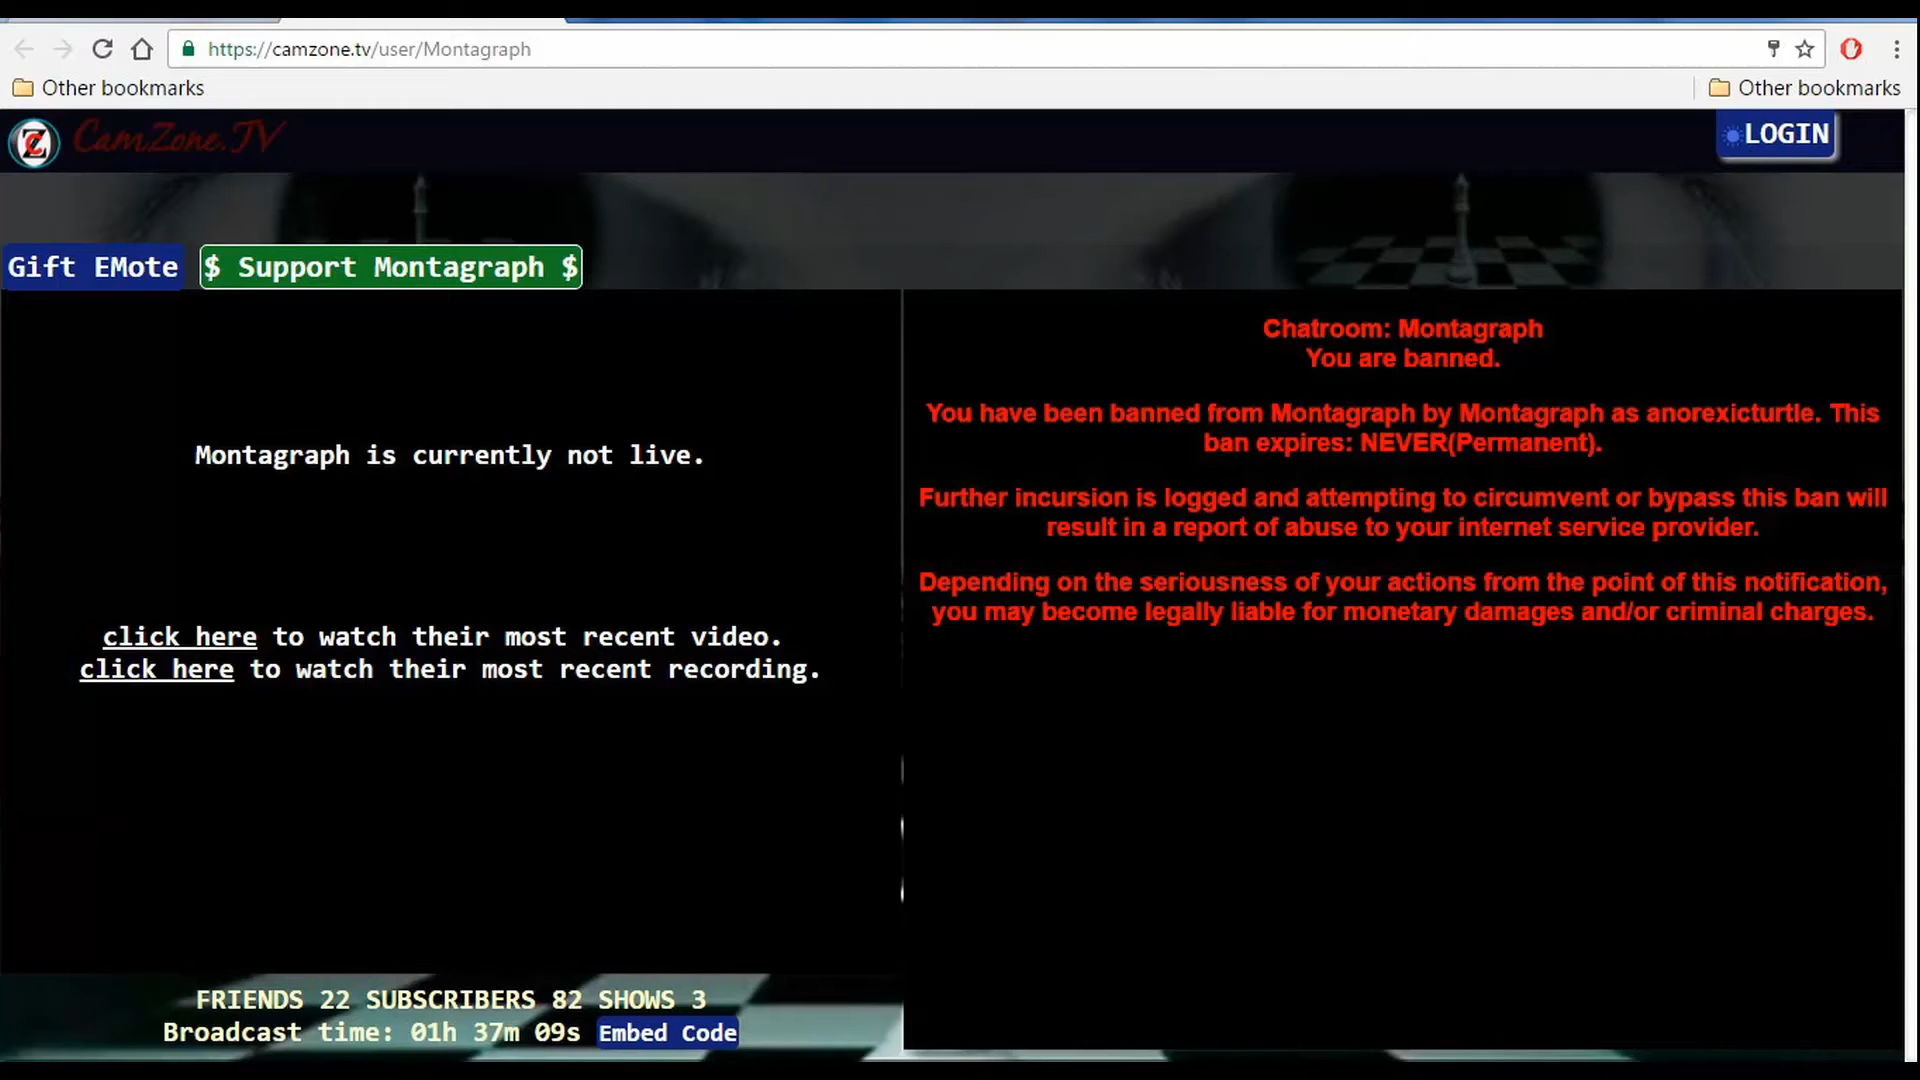 https://camzone.tv/user/Montagraph
Other bookmarks
Other bookmarks
CamZone.TV
LOGIN
Gift EMote
$ Support Montagraph $
Montagraph is currently not live.
click here to watch their most recent video.
click here to watch their most recent recording.
FRIENDS 22 SUBSCRIBERS 82 SHOWS 3
Broadcast time: 01h 37m 09s Embed Code
Chatroom: Montagraph
You are banned.
You have been banned from Montagraph by Montagraph as anorexicturtle. This
ban expires: NEVER(Permanent).
Further incursion is logged and attempting to circumvent or bypass this ban will
result in a report of abuse to your internet service provider.
Depending on the seriousness of your actions from the point of this notification,
you may become legally liable for monetary damages and/or criminal charges.